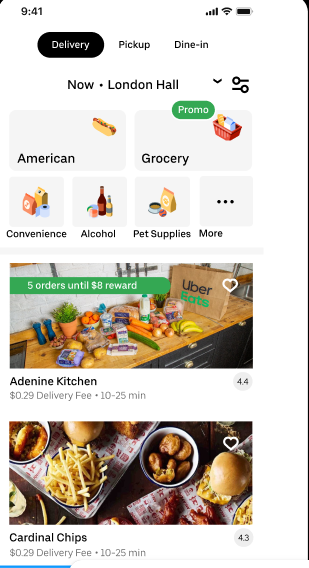 9:41
Delivery Pickup Dine-in
Now • London Hall
Promo
American Grocery
Convenience Alcohol Pet Supplies More
5 orders until $8 reward
Uber
Eats
Adenine Kitchen 4.4
$0.29 Delivery Fee • 10-25 min
Cardinal Chips 4.3
$0.29 Delivery Fee • 10-25 min